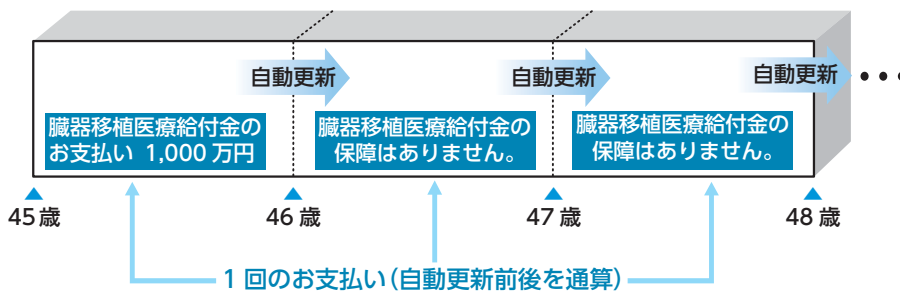 自動更新
自動更新
自動更新
•••
臓器移植医療給付金の
お支払い 1,000万円
臓器移植医療給付金の
保障はありません。
臓器移植医療給付金の
保障はありません。
45歳
46歳
47歳
48歳
1回のお支払い(自動更新前後を通算)